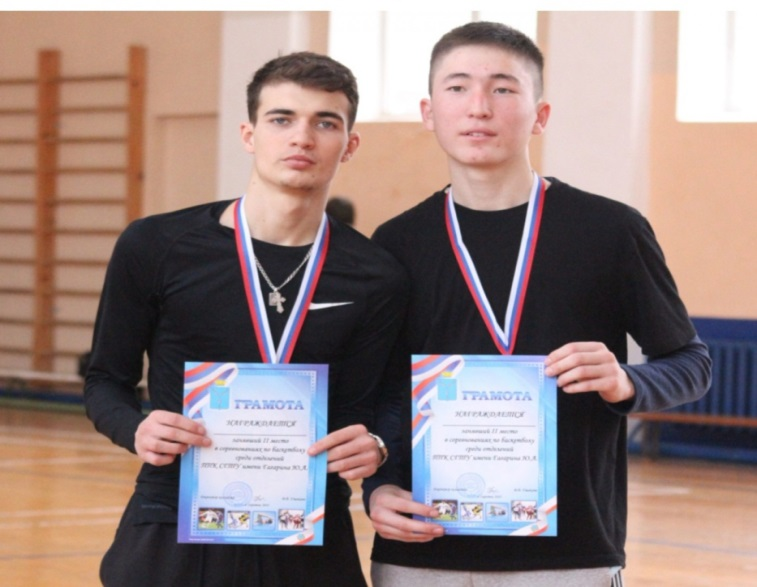 ГРАМОТА
НАГРАЖДАЕТСЯ
занявший II место
в соревнованиях по баскетболу
среди отделений
ППК СГТУ имени Гагарина Ю.А.
ГРАМОТА
НАГРАЖДАЕТСЯ
занявший II место
в соревнованиях по баскетболу
среди отделений
ППК СГТУ имени Гагарина Ю.А.